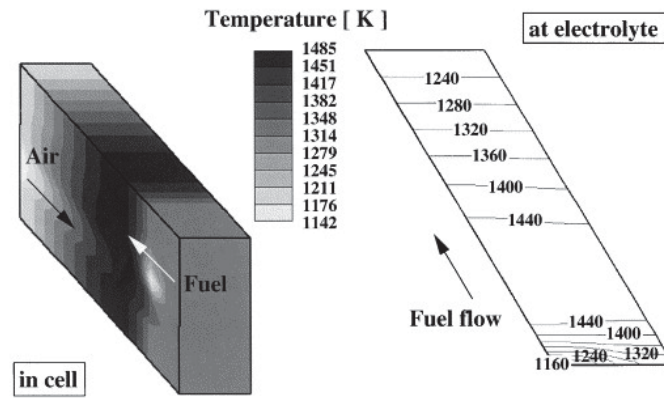 Temperature [ K ]
at electrolyte
1485
1451
1417
1382
1348
1314
1279
1245
1211
1176
1142
Air
Fuel
in cell
1240
1280
1320
1360
1400
1440
Fuel flow
1440
1400
1160 1240 1320